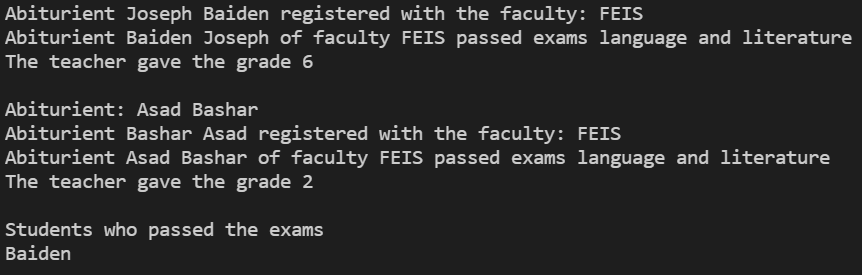 Abiturient Joseph Baiden registered with the faculty: FEIS
Abiturient Baiden Joseph of faculty FEIS passed exams language and literature
The teacher gave the grade 6
Abiturient: Asad Bashar
Abiturient Bashar Asad registered with the faculty: FEIS
Abiturient Asad Bashar of faculty FEIS passed exams language and literature
The teacher gave the grade 2
Students who passed the exams
Baiden